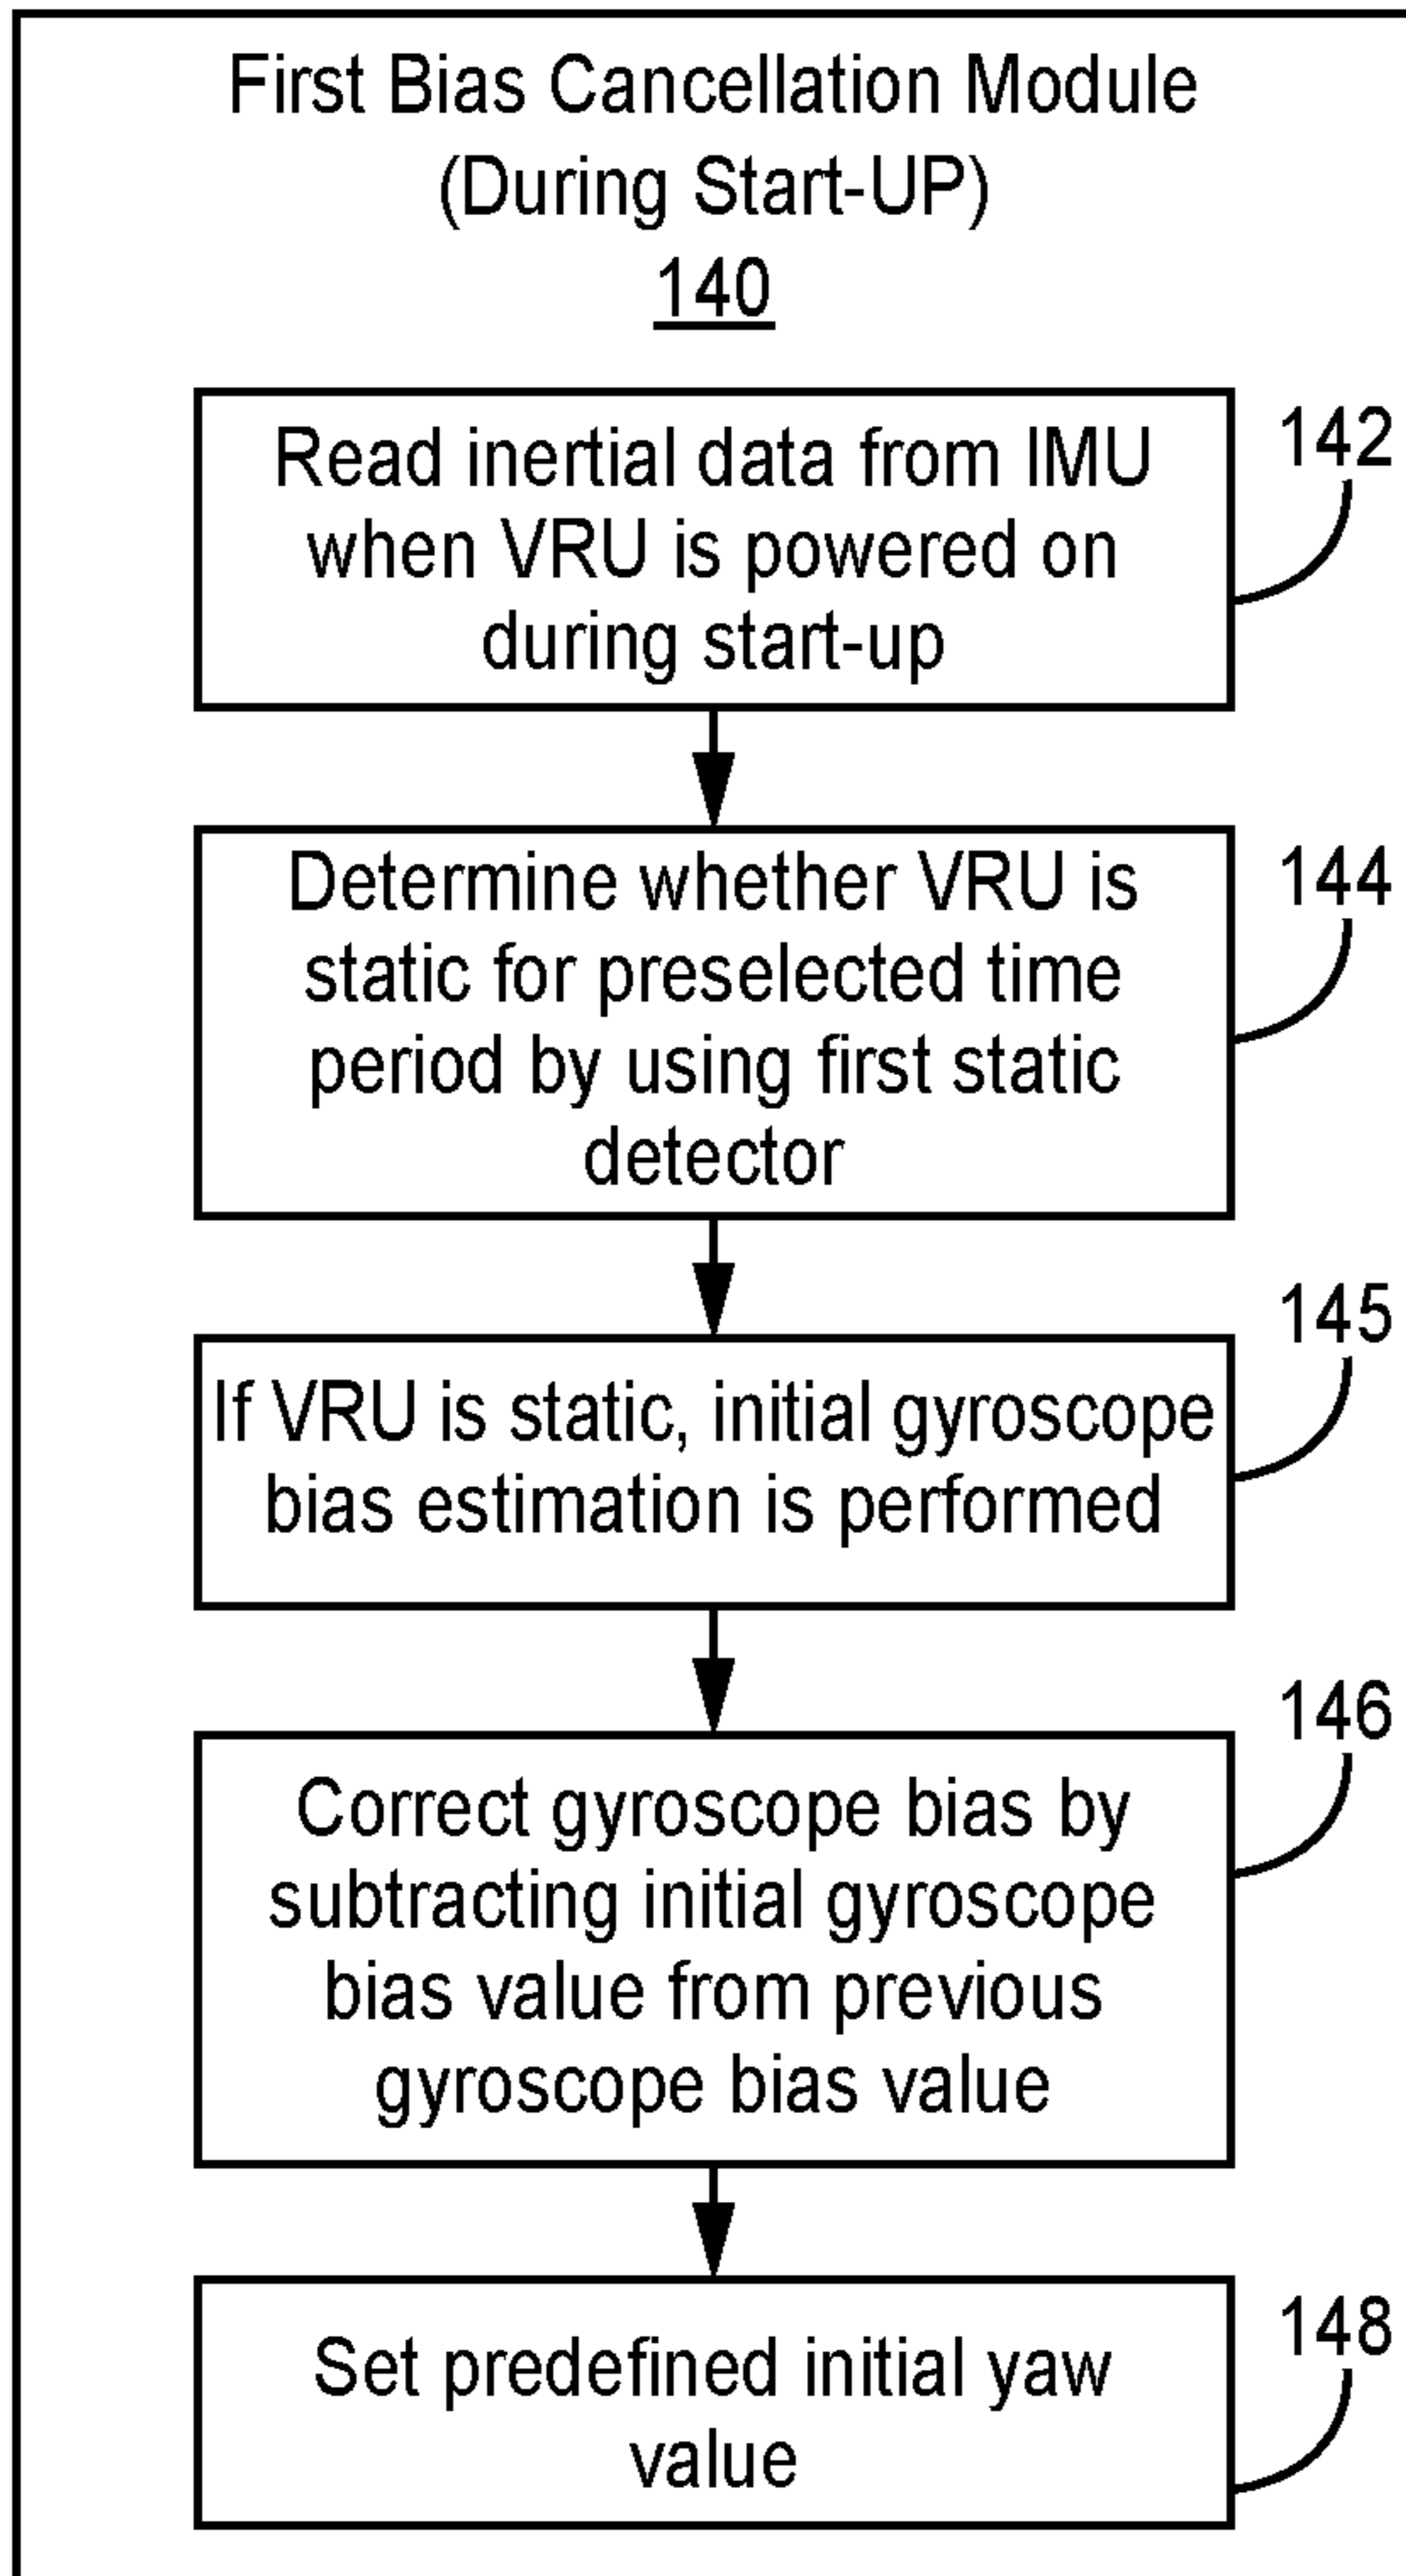 First Bias Cancellation Module
(During Start-UP)
140
Read inertial data from IMU
when VRU is powered on
during start-up
142
Determine whether VRU is
static for preselected time
period by using first static
detector
144
If VRU is static, initial gyroscope
bias estimation is performed
145
Correct gyroscope bias by
subtracting initial gyroscope
bias value from previous
gyroscope bias value
146
Set predefined initial yaw
value
148